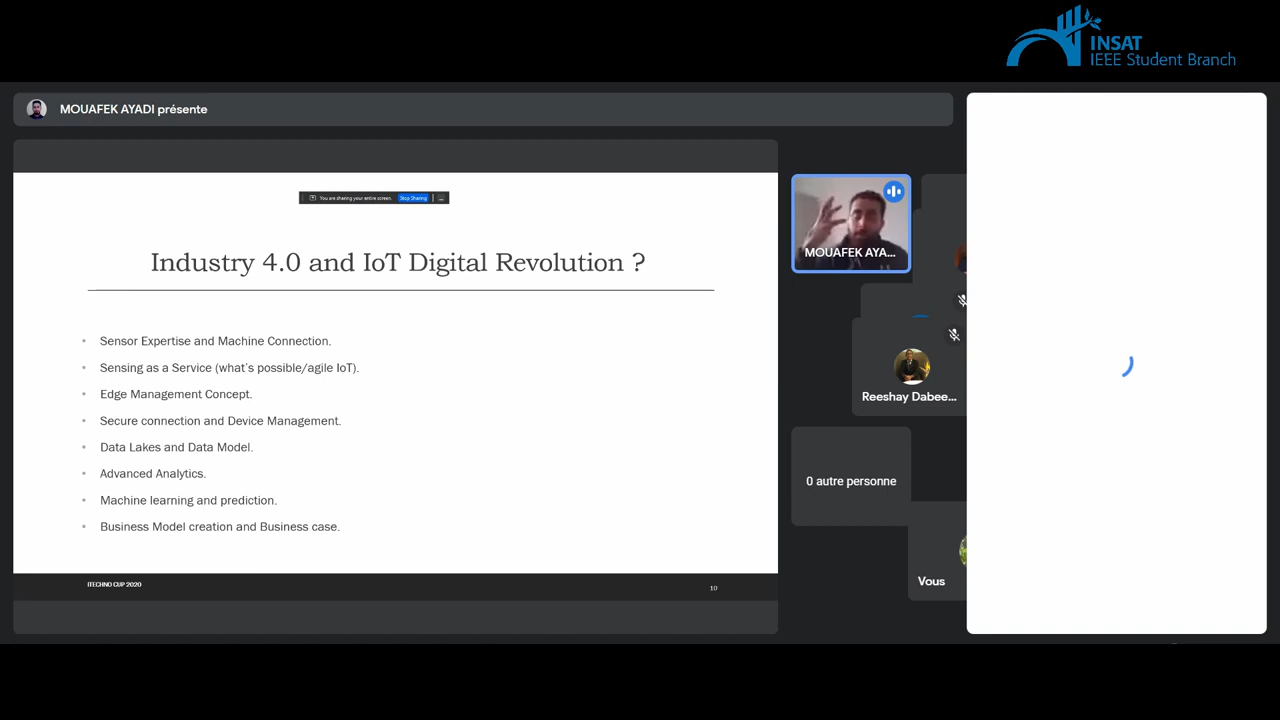 INSAT
IEEE Student Branch
MOUAFEK AYADI présente
You are sharing your entire screen.
Stop Sharing
Industry 4.0 and IoT Digital Revolution ?
• Sensor Expertise and Machine Connection.
• Sensing as a Service (what's possible/agile IoT).
• Edge Management Concept.
• Secure connection and Device Management.
• Data Lakes and Data Model.
• Advanced Analytics.
• Machine learning and prediction.
• Business Model creation and Business case.
ITECHNO CUP 2020
10
MOUAFEK AYA...
Reeshay Dabee...
0 autre personne
Vous